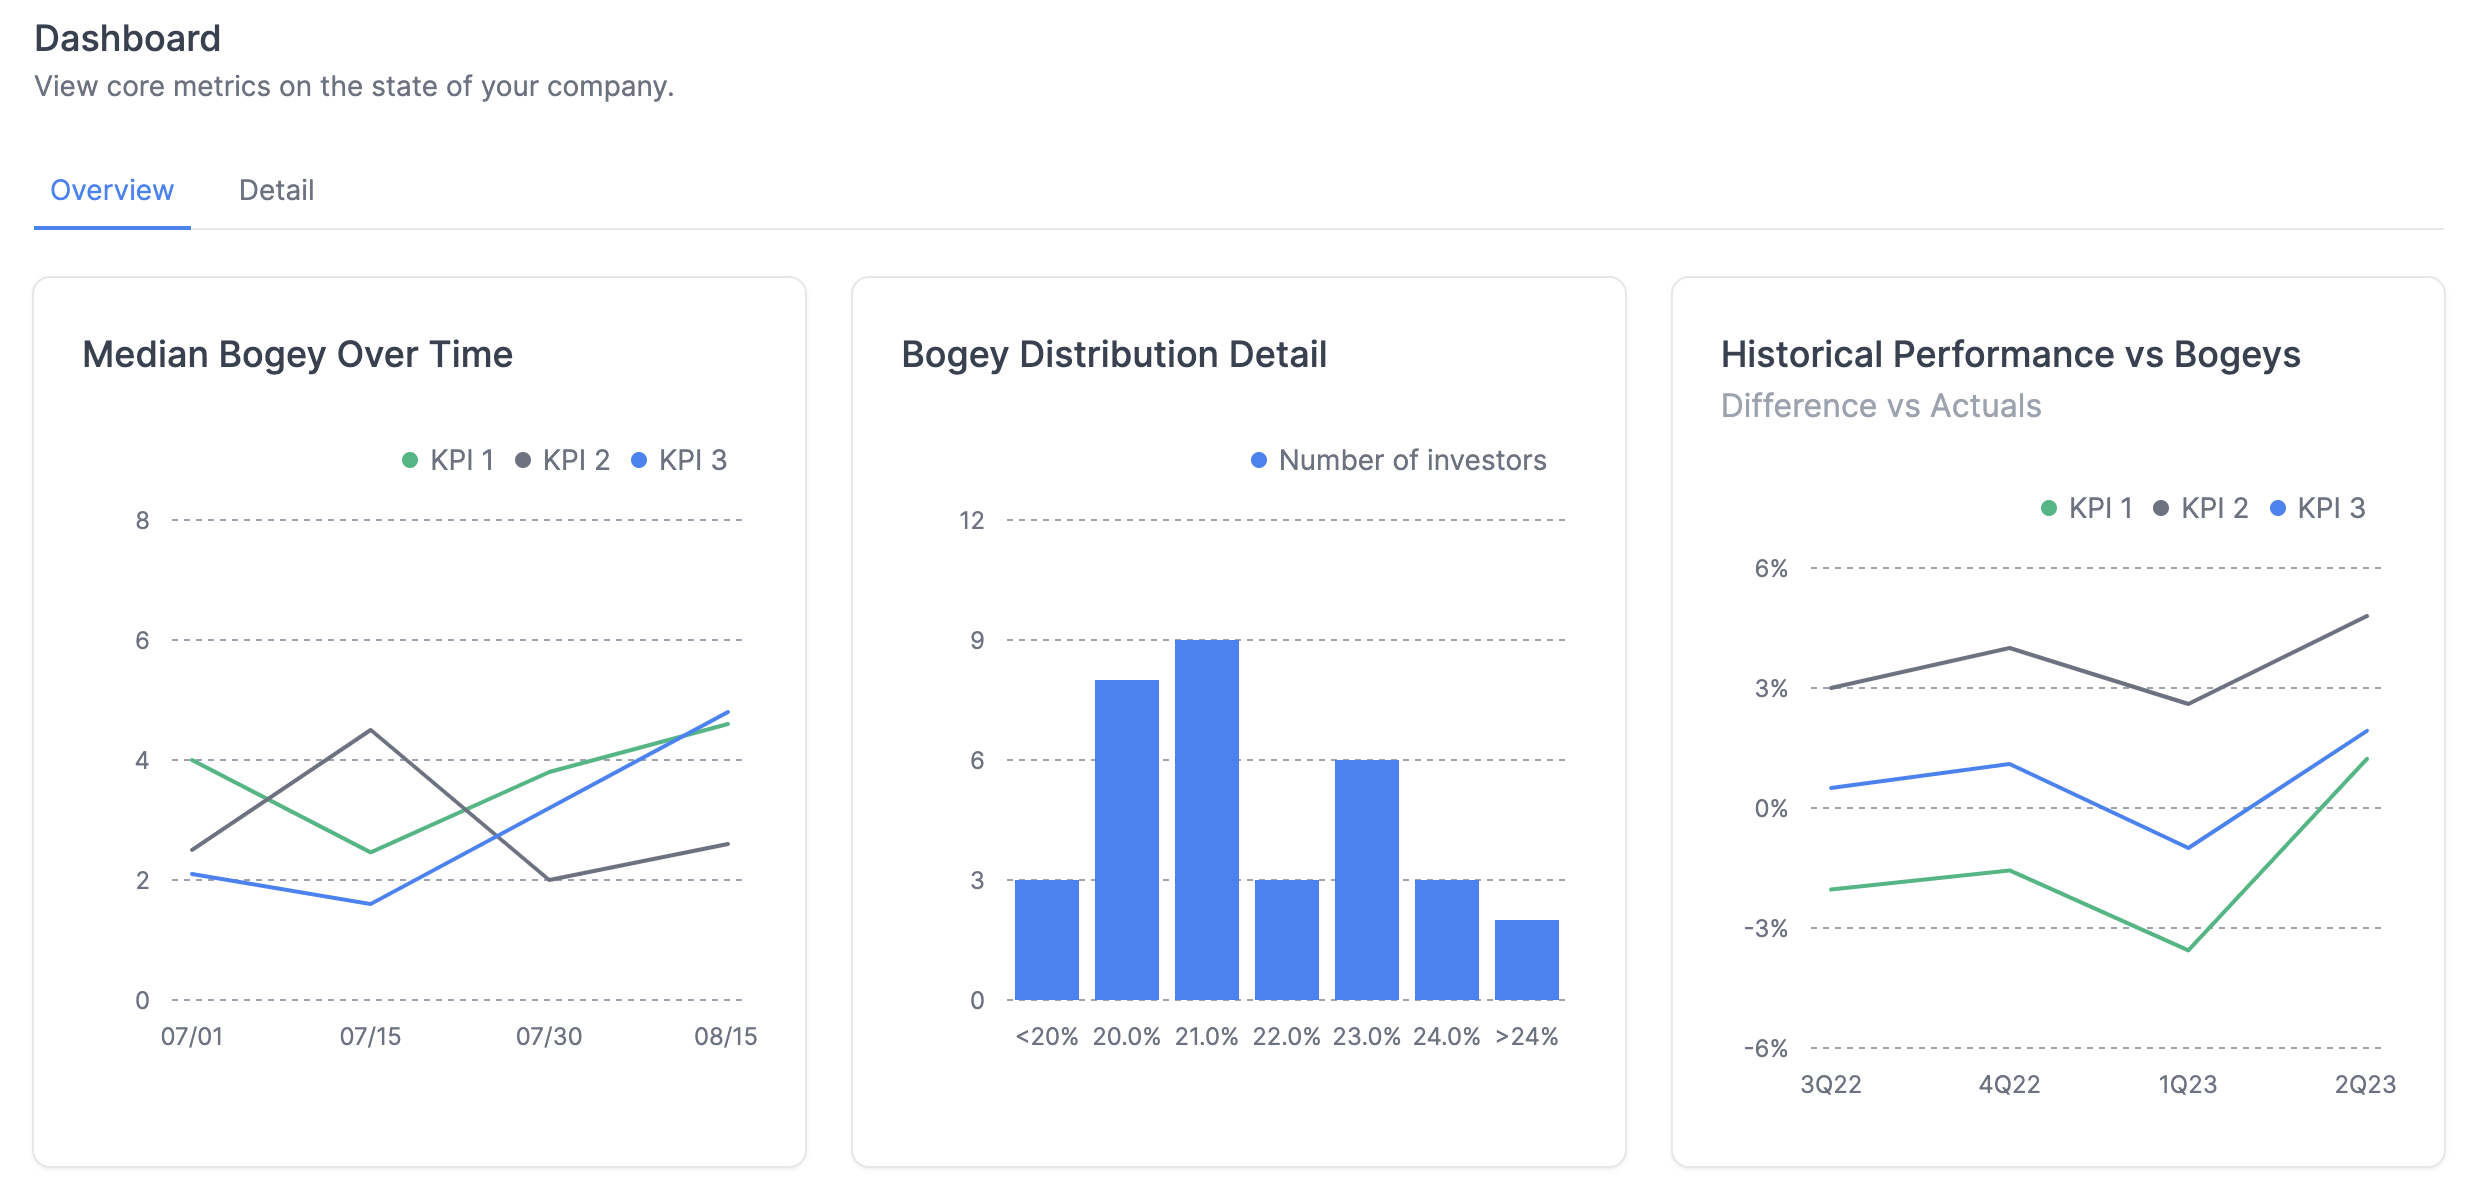 Dashboard
View core metrics on the state of your company.
Overview Detail
Median Bogey Over Time
KPI 1 KPI 2 KPI 3
8
6
4
2
0
07/01 07/15 07/30 08/15
Bogey Distribution Detail
Number of investors
12
9
6
3
0
<20% 20.0% 21.0% 22.0% 23.0% 24.0% >24%
Historical Performance vs Bogeys
Difference vs Actuals
KPI 1 KPI 2 KPI 3
6%
3%
0%
-3%
-6%
3Q22 4Q22 1Q23 2Q23